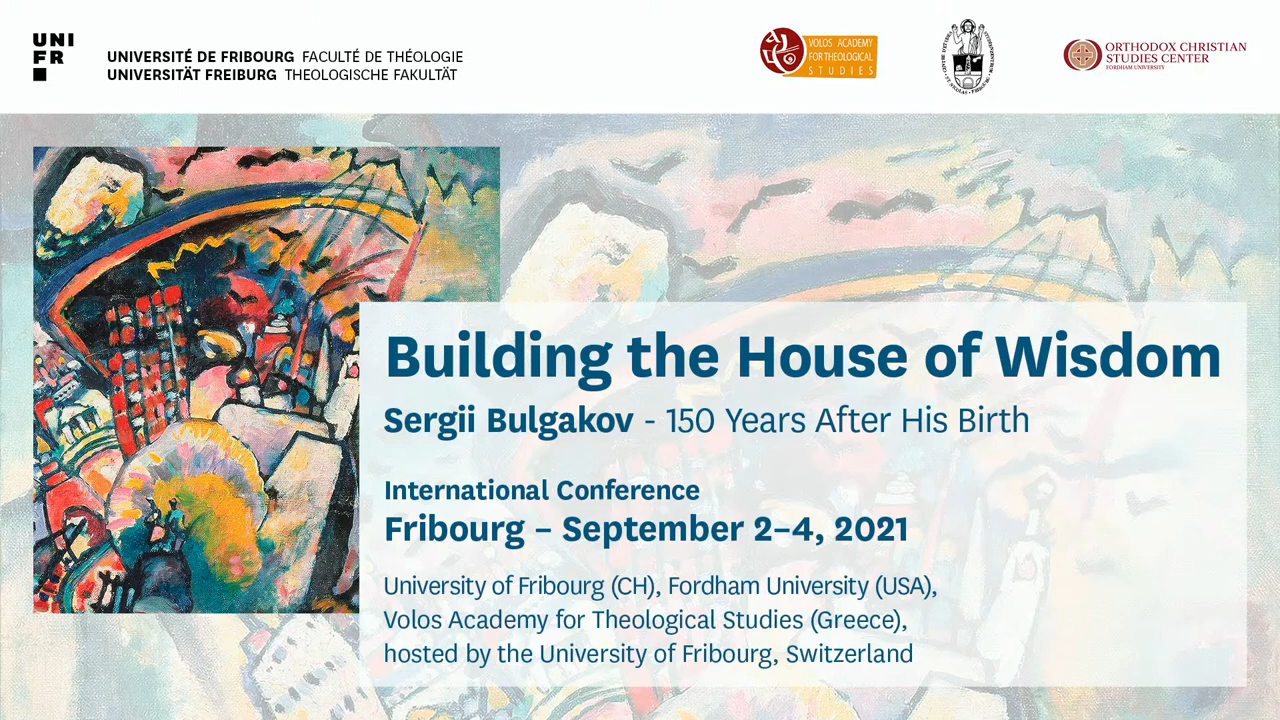 UNI
FR
UNIVERSITÉ DE FRIBOURG FACULTÉ DE THÉOLOGIE
UNIVERSITÄT FREIBURG THEOLOGISCHE FAKULTÄT
VOLOS ACADEMY
FOR THEOLOGICAL
STUDIES
ORTHODOX CHRISTIAN
STUDIES CENTER
FORDHAM UNIVERSITY
Building the House of Wisdom
Sergii Bulgakov - 150 Years After His Birth
International Conference
Fribourg – September 2–4, 2021
University of Fribourg (CH), Fordham University (USA),
Volos Academy for Theological Studies (Greece),
hosted by the University of Fribourg, Switzerland